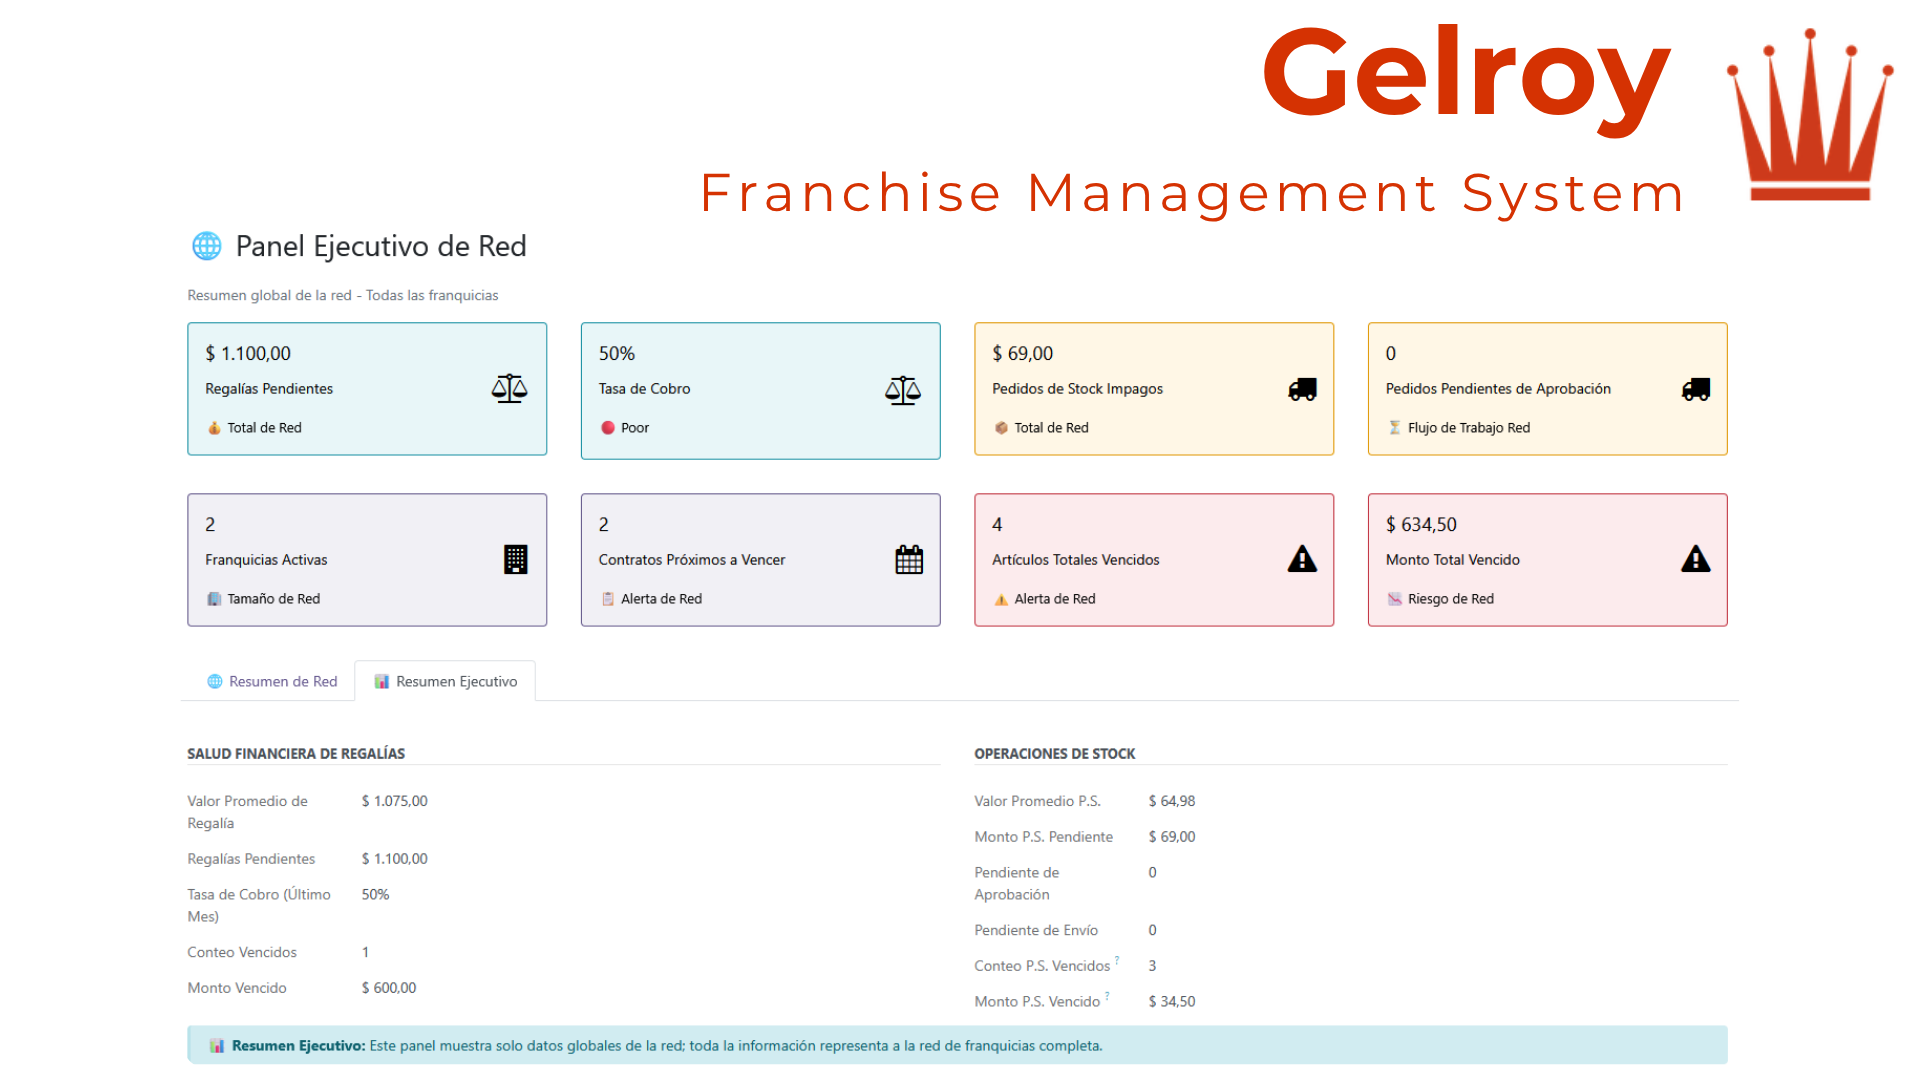 Gelroy
Franchise Management System
Panel Ejecutivo de Red
Resumen global de la red - Todas las franquicias
$ 1.100,00
Regalías Pendientes
Total de Red
50%
Tasa de Cobro
Poor
$ 69,00
Pedidos de Stock Impagos
Total de Red
0
Pedidos Pendientes de Aprobación
Flujo de Trabajo Red
2
Franquicias Activas
Tamaño de Red
2
Contratos Próximos a Vencer
Alerta de Red
4
Artículos Totales Vencidos
Alerta de Red
$ 634,50
Monto Total Vencido
Riesgo de Red
Resumen de Red
Resumen Ejecutivo
SALUD FINANCIERA DE REGALÍAS
Valor Promedio de $ 1.075,00
Regalía
Regalías Pendientes $ 1.100,00
Tasa de Cobro (Último 50%
Mes)
Conteo Vencidos 1
Monto Vencido $ 600,00
OPERACIONES DE STOCK
Valor Promedio P.S. $ 64,98
Monto P.S. Pendiente $ 69,00
Pendiente de 0
Aprobación
Pendiente de Envío 0
Conteo P.S. Vencidos ? 3
Monto P.S. Vencido ? $ 34,50
Resumen Ejecutivo: Este panel muestra solo datos globales de la red; toda la información representa a la red de franquicias completa.